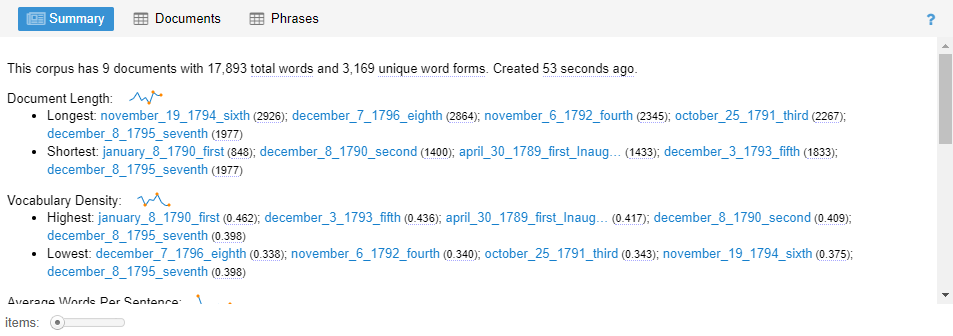 Summary Documents Phrases ?
This corpus has 9 documents with 17,893 total words and 3,169 unique word forms. Created 53 seconds ago.
Document Length:
• Longest: november_19_1794_sixth (2926); december_7_1796_eighth (2864); november_6_1792_fourth (2345); october_25_1791_third (2267);
december_8_1795_seventh (1977)
• Shortest: january_8_1790_first (848); december_8_1790_second (1400); april_30_1789_first_Inaug... (1433); december_3_1793_fifth (1833);
december_8_1795_seventh (1977)
Vocabulary Density:
• Highest: january_8_1790_first (0.462); december_3_1793_fifth (0.436); april_30_1789_first_Inaug... (0.417); december_8_1790_second (0.409);
december_8_1795_seventh (0.398)
• Lowest: december_7_1796_eighth (0.338); november_6_1792_fourth (0.340); october_25_1791_third (0.343); november_19_1794_sixth (0.375);
december_8_1795_seventh (0.398)
Average Words Per Sentence:
items: